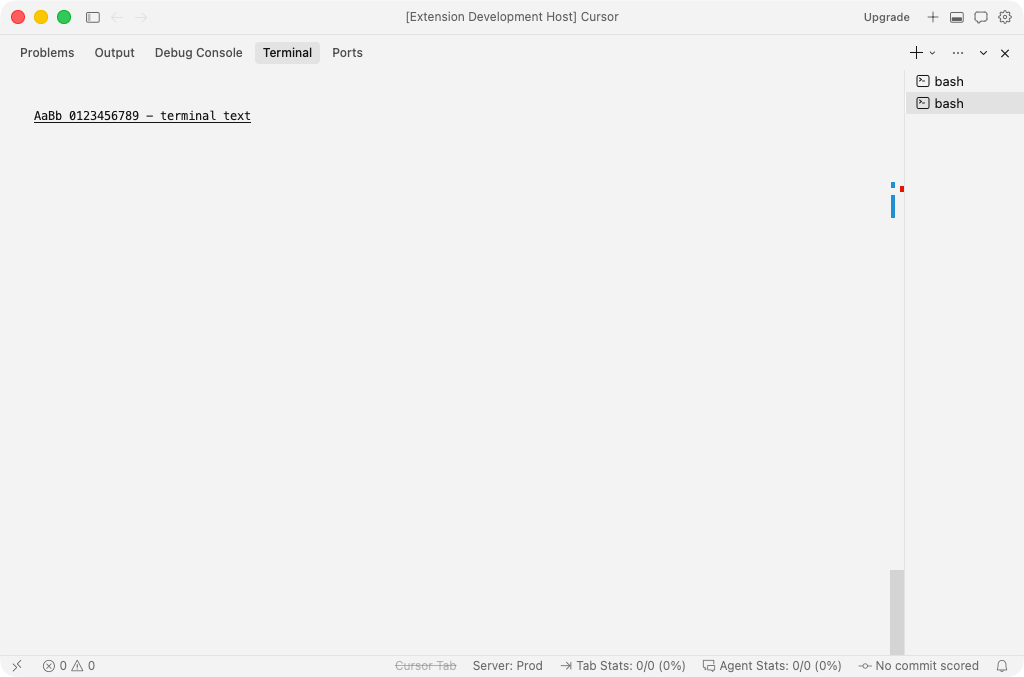 [Extension Development Host] Cursor
Upgrade
Problems Output Debug Console Terminal Ports
bash
bash
AaBb 0123456789 − terminal text
0 0
Cursor Tab
Server: Prod
Tab Stats: 0/0 (0%)
Agent Stats: 0/0 (0%)
No commit scored